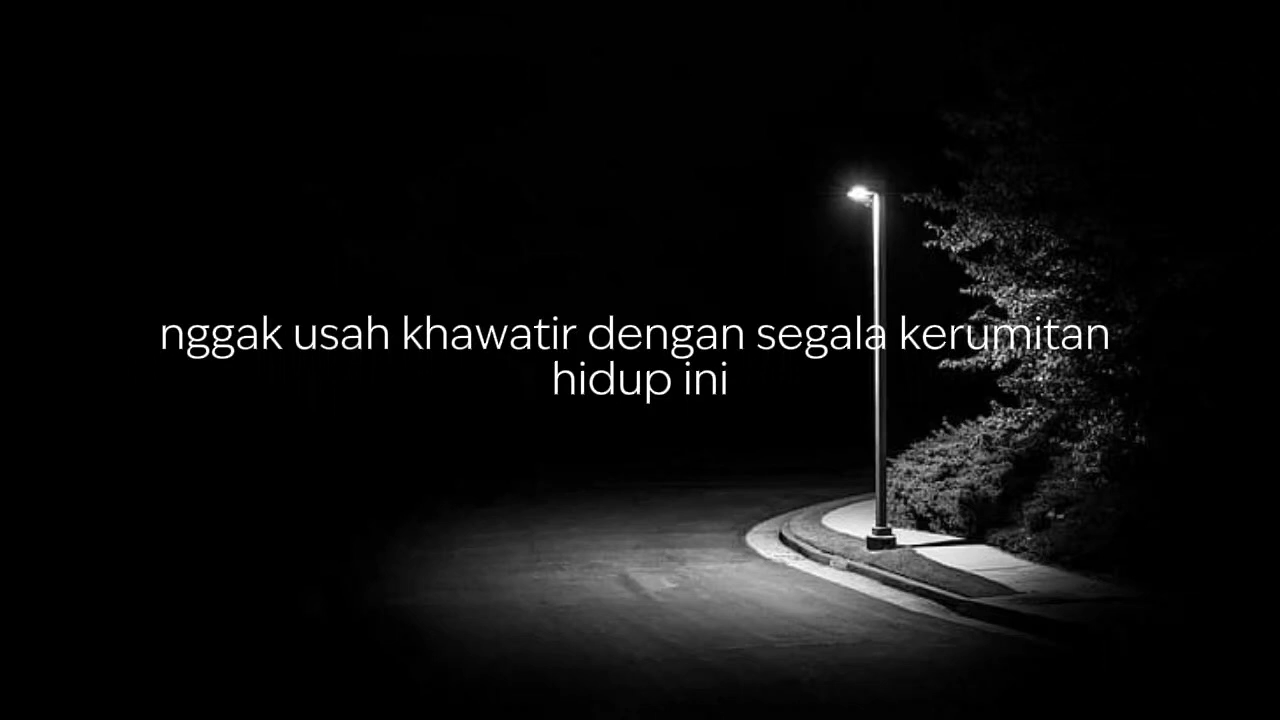 nggak usah khawatir dengan segala kerumitan
hidup ini